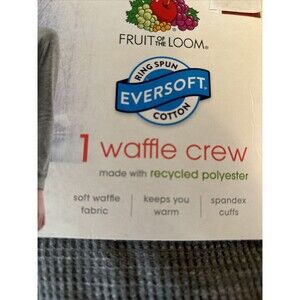 FRUIT OF THE LOOM®
RING SPUN
EVERSOFT®
COTTON
1 waffle crew
made with recycled polyester
soft waffle fabric
keeps you warm
spandex cuffs